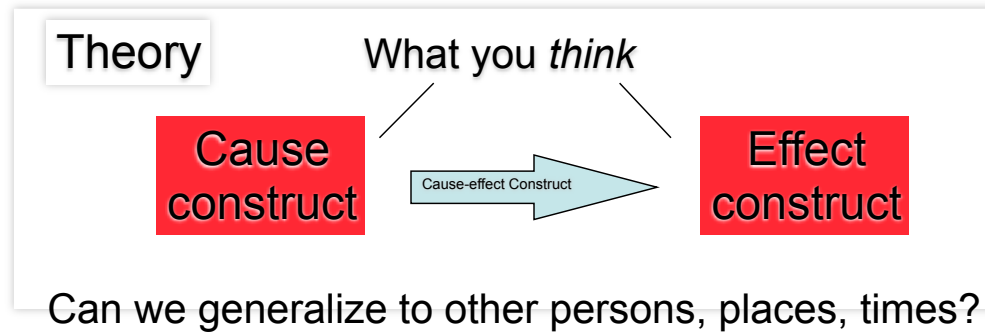 Theory
What you think
Cause
construct
Cause-effect Construct
Effect
construct
Can we generalize to other persons, places, times?